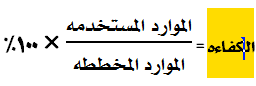 الكفاءه = الموارد المستخدمه
الموارد المخططه × ١٠٠٪